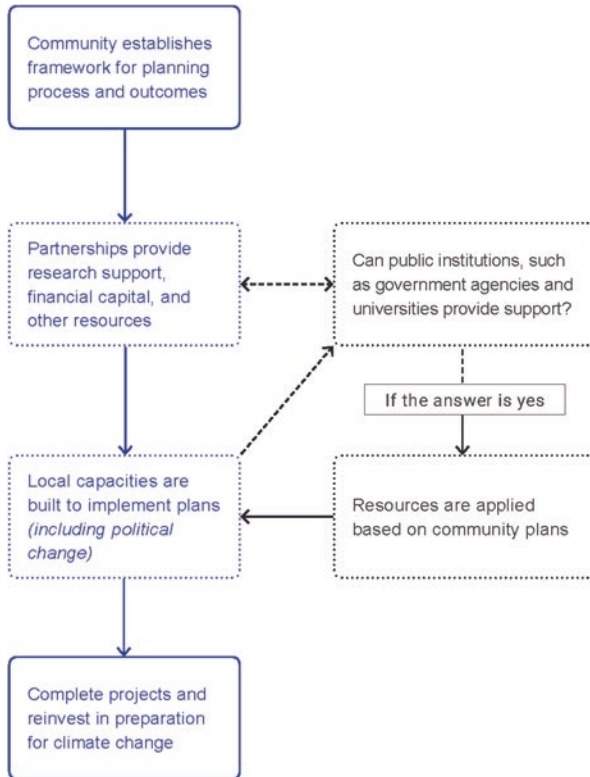 Community establishes
framework for planning
process and outcomes
Partnerships provide
research support,
financial capital, and
other resources
Can public institutions, such
as government agencies and
universities provide support?
If the answer is yes
Local capacities are
built to implement plans
(including political
change)
Resources are applied
based on community plans
Complete projects and
reinvest in preparation
for climate change